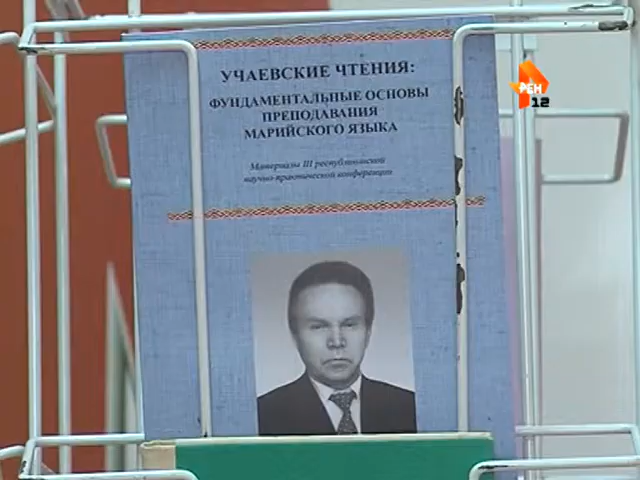 УЧАЕВСКИЕ ЧТЕНИЯ:
ФУНДАМЕНТАЛЬНЫЕ ОСНОВЫ
ПРЕПОДАВАНИЯ
МАРИЙСКОГО ЯЗЫКА
Материалы III республиканской
научно-практической конференции
РЕН
12